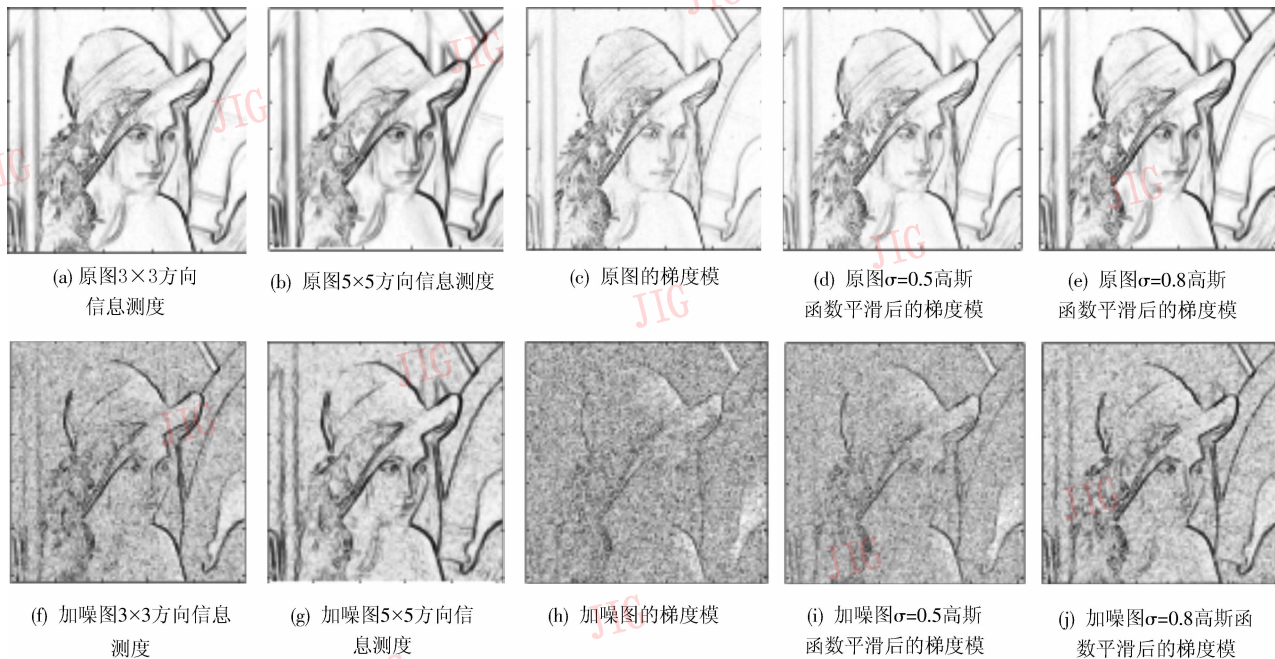 (a) 原图3×3方向
信息测度
(b) 原图5×5方向信息测度
(c) 原图的梯度模
(d) 原图σ=0.5高斯
函数平滑后的梯度模
(e) 原图σ=0.8高斯
函数平滑后的梯度模
(f) 加噪图3×3方向信息
测度
(g) 加噪图5×5方向信
息测度
(h) 加噪图的梯度模
(i) 加噪图σ=0.5高斯
函数平滑后的梯度模
(j) 加噪图σ=0.8高斯函
数平滑后的梯度模
JIG
JIG
JIG
JIG
JIG
JIG
JIG
JIG
JIG
JIG
JIG